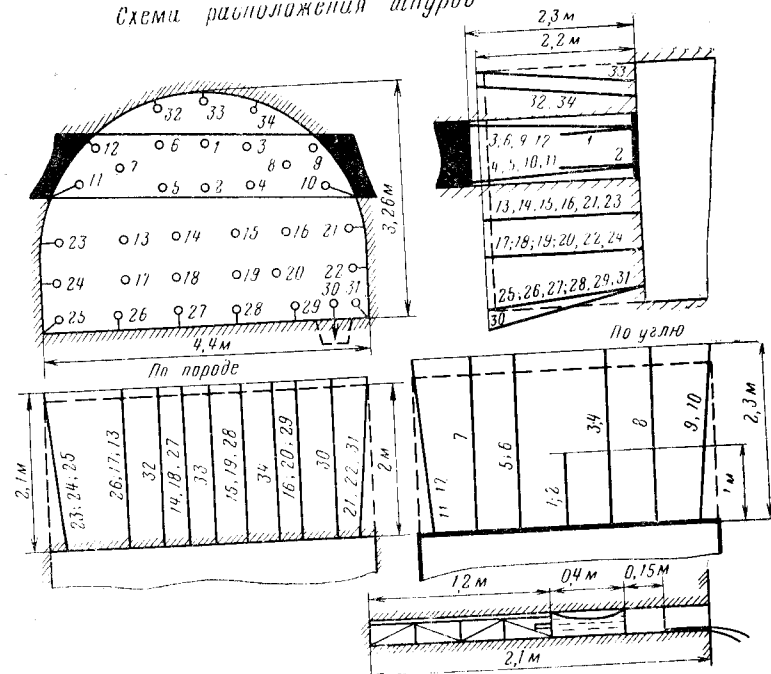 Схема расположения шпуров
2,3 м
2,2 м
32 33 34
33
32, 34
12 6 1 3 9
7 8
11 5 2 4 10
3, 6, 9, 12
1
4, 5, 10, 11
2
3,26 м
23 13 14 15 16 21
24 17 18 19 20 22
30 31
25 26 27 28 29
13, 14, 15, 16, 21, 23
17; 18; 19; 20, 22, 24
25; 26, 27; 28, 29, 31
30
4,4 м
По породе
По углю
2,1 м
23; 24; 25
26; 17; 13
32
14, 18, 27
33
15, 19, 28
34
16, 20, 29
30
21, 22, 31
2 м
11 12
7
5; 6
1; 2
3,4
8
9; 10
1 м
2,3 м
1,2 м
0,4 м
0,15 м
2,1 м